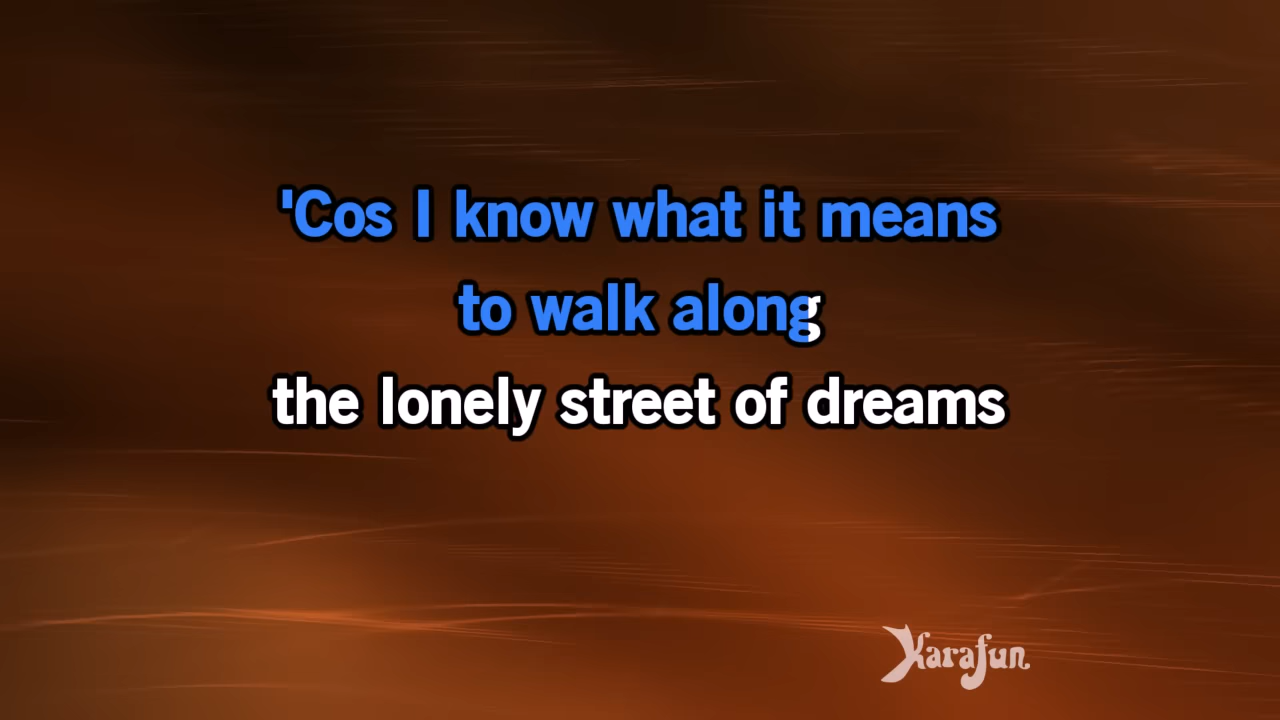 'Cos I know what it means
to walk along
the lonely street of dreams
Karafun